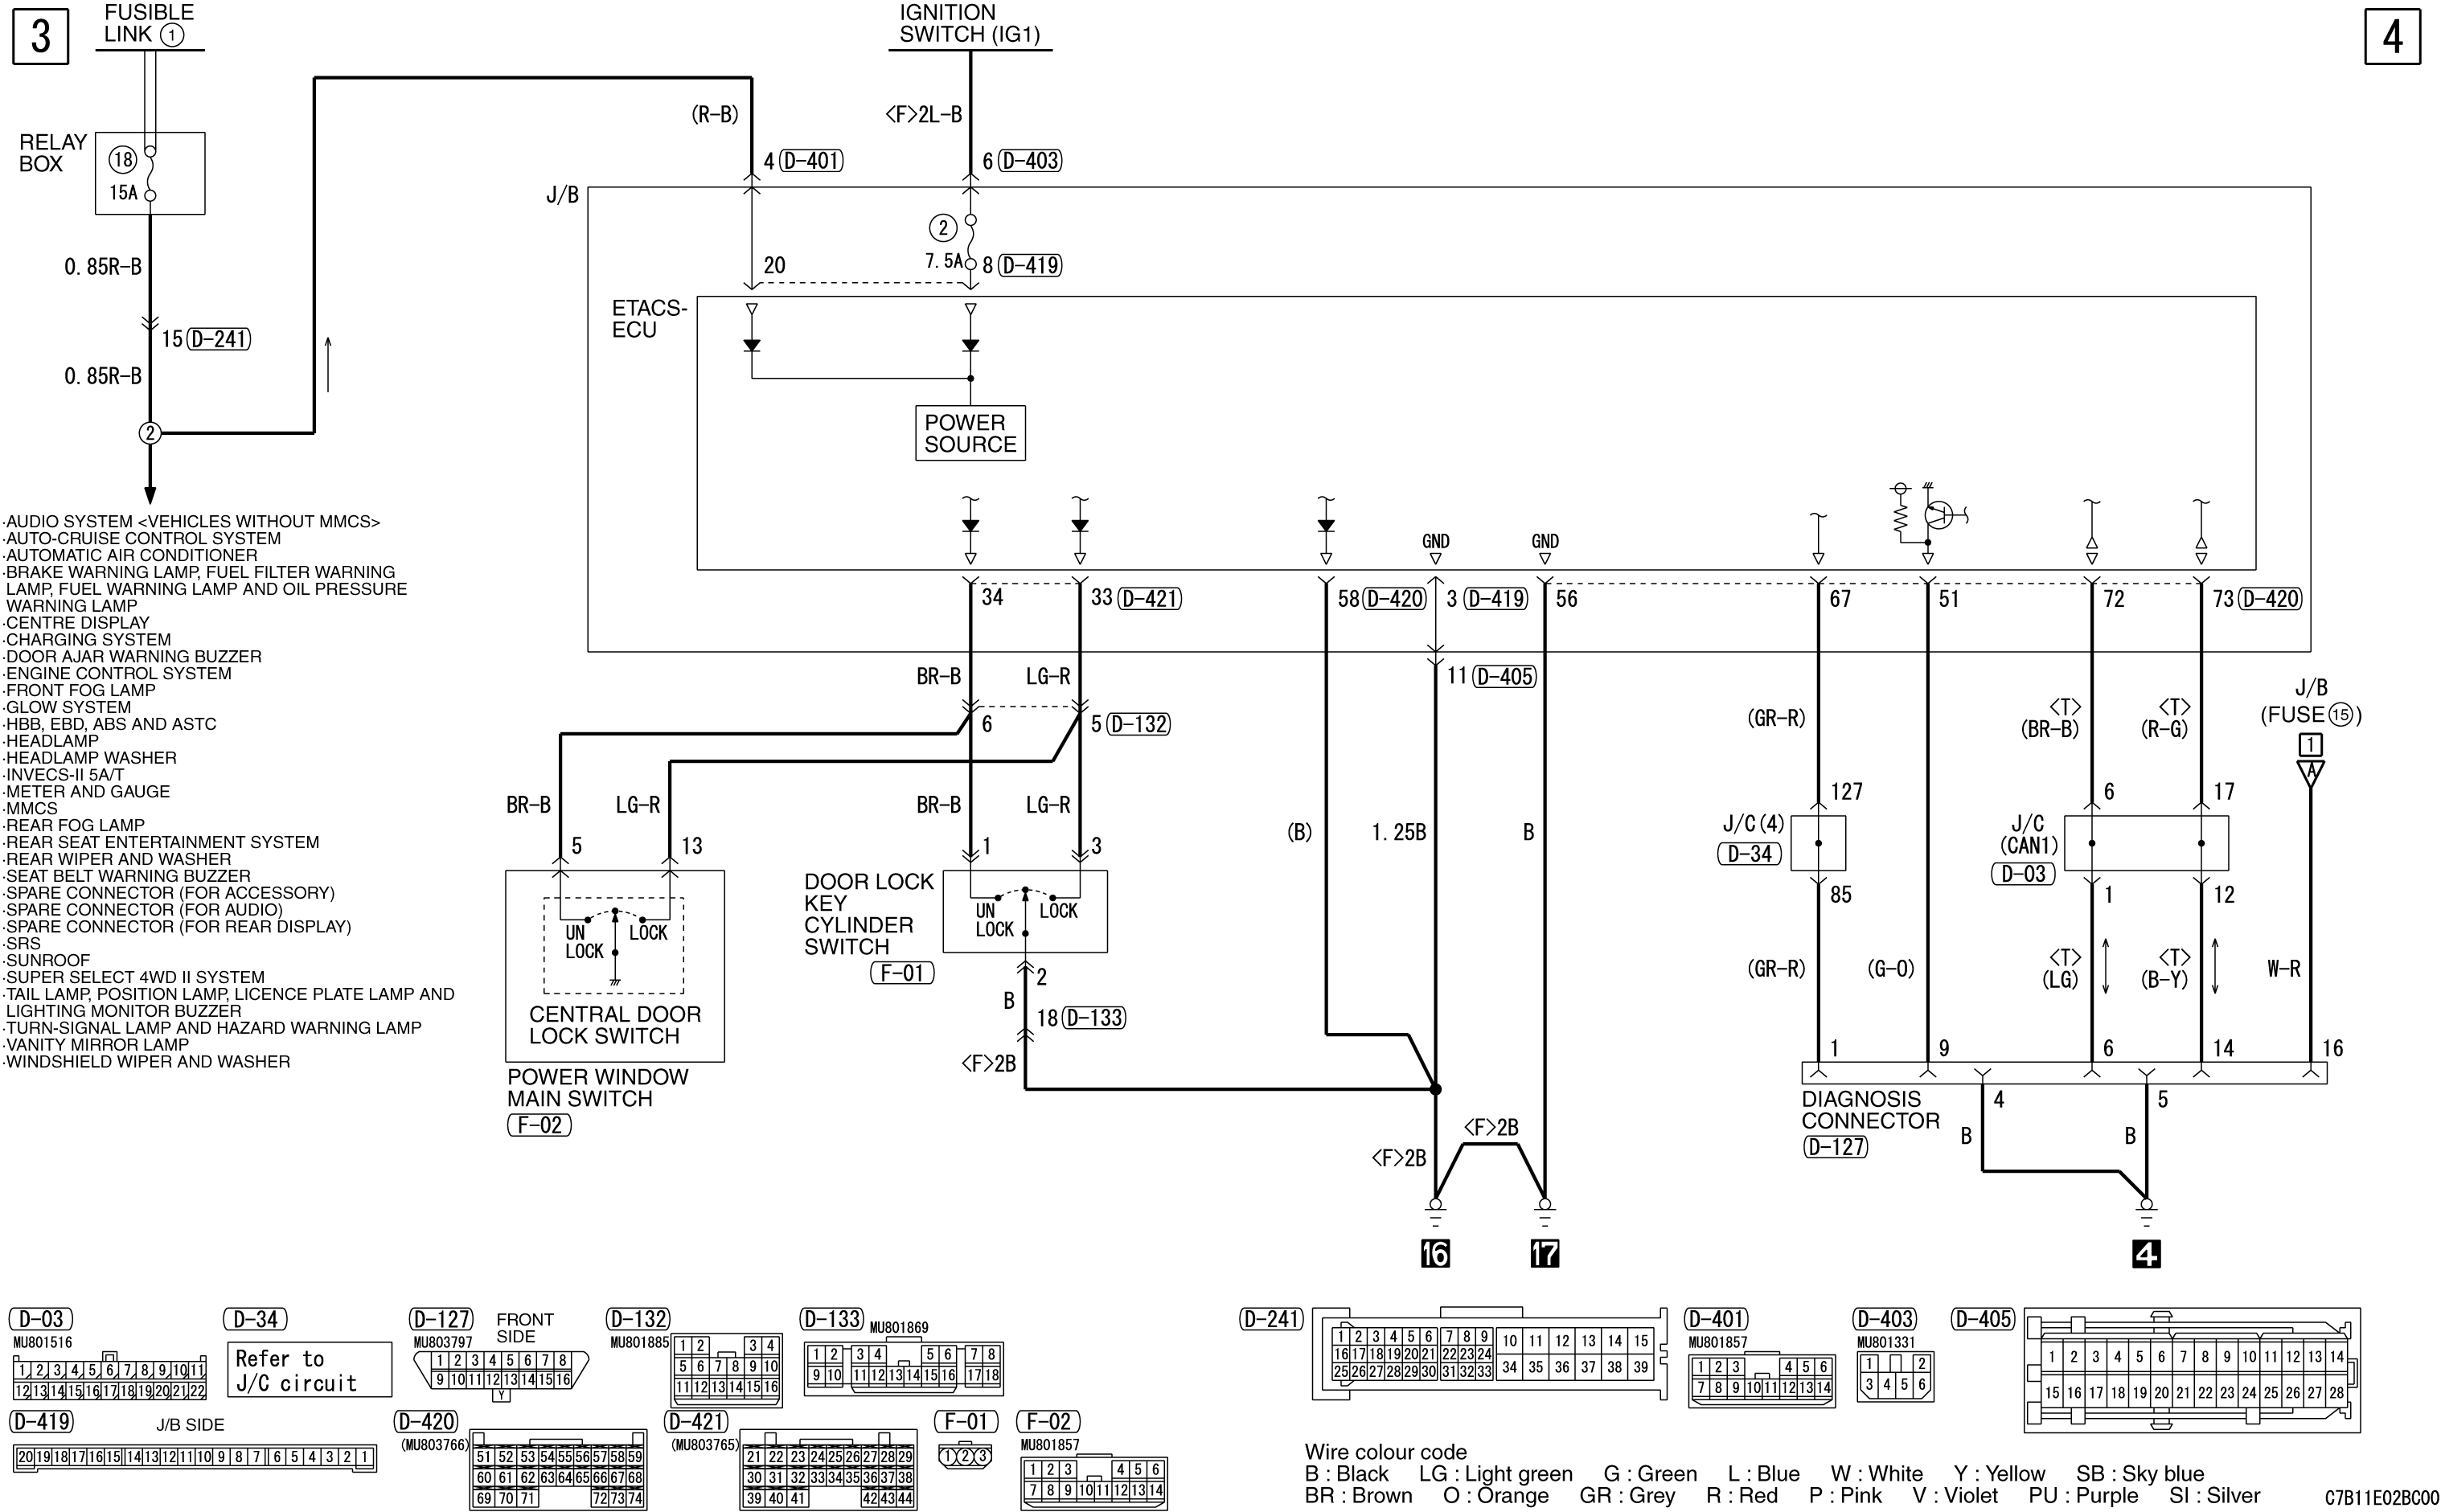 3
FUSIBLE
LINK ①
IGNITION
SWITCH (IG1)
4
RELAY
BOX
18
15A
(R-B)
<F>2L-B
4 D-401
6 D-403
J/B
2
7.5A
20
8 D-419
0.85R-B
ETACS-
ECU
15 D-241
0.85R-B
2
POWER
SOURCE
·AUDIO SYSTEM <VEHICLES WITHOUT MMCS>
·AUTO-CRUISE CONTROL SYSTEM
·AUTOMATIC AIR CONDITIONER
·BRAKE WARNING LAMP, FUEL FILTER WARNING
LAMP, FUEL WARNING LAMP AND OIL PRESSURE
WARNING LAMP
·CENTRE DISPLAY
·CHARGING SYSTEM
·DOOR AJAR WARNING BUZZER
·ENGINE CONTROL SYSTEM
·FRONT FOG LAMP
·GLOW SYSTEM
·HBB, EBD, ABS AND ASTC
·HEADLAMP
·HEADLAMP WASHER
·INVECS-II 5A/T
·METER AND GAUGE
·MMCS
·REAR FOG LAMP
·REAR SEAT ENTERTAINMENT SYSTEM
·REAR WIPER AND WASHER
·SEAT BELT WARNING BUZZER
·SPARE CONNECTOR (FOR ACCESSORY)
·SPARE CONNECTOR (FOR AUDIO)
·SPARE CONNECTOR (FOR REAR DISPLAY)
·SRS
·SUNROOF
·SUPER SELECT 4WD II SYSTEM
·TAIL LAMP, POSITION LAMP, LICENCE PLATE LAMP AND
LIGHTING MONITOR BUZZER
·TURN-SIGNAL LAMP AND HAZARD WARNING LAMP
·VANITY MIRROR LAMP
·WINDSHIELD WIPER AND WASHER
GND GND
34 33 D-421 58 D-420 3 D-419 56 67 51 72 73 D-420
BR-B LG-R 11 D-405
J/B
(FUSE ⑮)
1
A
(GR-R) <T> (BR-B) <T> (R-G)
6 5 D-132
BR-B LG-R BR-B LG-R
127 6 17
J/C (4)
D-34
J/C
(CAN1)
D-03
(B) 1.25B B
5 13 1 3
85 1 12
UN
LOCK
LOCK
CENTRAL DOOR
LOCK SWITCH
POWER WINDOW
MAIN SWITCH
F-02
DOOR LOCK
KEY
CYLINDER
SWITCH
F-01
UN
LOCK
LOCK
2
B
18 D-133
<F>2B
(GR-R) (G-O) <T> (LG) <T> (B-Y) W-R
1 9 6 14 16
DIAGNOSIS
CONNECTOR
D-127
4 5
B B
<F>2B
<F>2B
16 17 4
D-03
MU801516
1 2 3 4 5 6 7 8 9 10 11
12 13 14 15 16 17 18 19 20 21 22
D-34
Refer to
J/C circuit
D-127
MU803797
FRONT
SIDE
1 2 3 4 5 6 7 8
9 10 11 12 13 14 15 16
Y
D-132
MU801885
1 2 3 4
5 6 7 8 9 10
11 12 13 14 15 16
D-133
MU801869
1 2 3 4 5 6 7 8
9 10 11 12 13 14 15 16 17 18
D-241
1 2 3 4 5 6 7 8 9 10 11 12 13 14 15
16 17 18 19 20 21 22 23 24
25 26 27 28 29 30 31 32 33 34 35 36 37 38 39
D-401
MU801857
1 2 3 4 5 6
7 8 9 10 11 12 13 14
D-403
MU801331
1 2
3 4 5 6
D-405
1 2 3 4 5 6 7 8 9 10 11 12 13 14
15 16 17 18 19 20 21 22 23 24 25 26 27 28
D-419
J/B SIDE
20 19 18 17 16 15 14 13 12 11 10 9 8 7 6 5 4 3 2 1
D-420
(MU803766)
51 52 53 54 55 56 57 58 59
60 61 62 63 64 65 66 67 68
69 70 71 72 73 74
D-421
(MU803765)
21 22 23 24 25 26 27 28 29
30 31 32 33 34 35 36 37 38
39 40 41 42 43 44
F-01
1 2 3
F-02
MU801857
1 2 3 4 5 6
7 8 9 10 11 12 13 14
Wire colour code
B : Black LG : Light green G : Green L : Blue W : White Y : Yellow SB : Sky blue
BR : Brown O : Orange GR : Grey R : Red P : Pink V : Violet PU : Purple SI : Silver
C7B11E02BC00